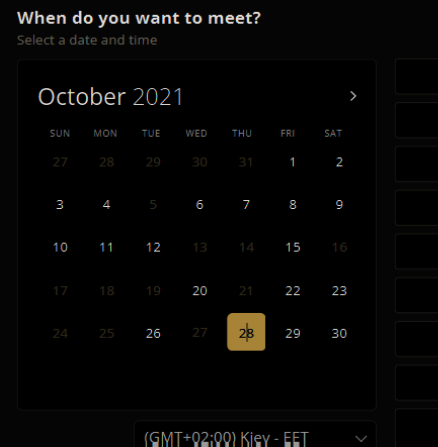 When do you want to meet?
Select a date and time
October 2021
SUN MON TUE WED THU FRI SAT
27 28 29 30 31 1 2
3 4 5 6 7 8 9
10 11 12 13 14 15 16
17 18 19 20 21 22 23
24 25 26 27 28 29 30
(GMT+02:00) Kiev - EET